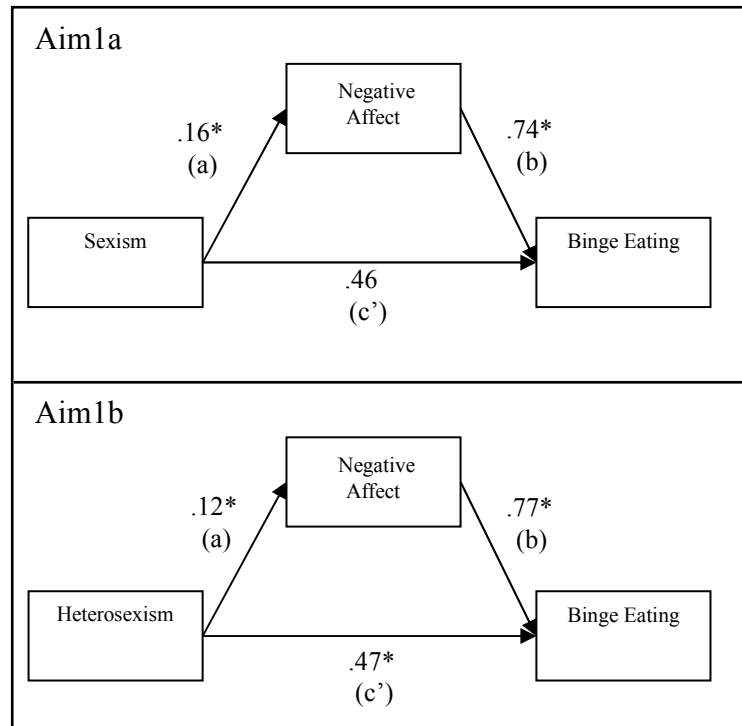 Aim1a
Negative
Affect
.16*
(a)
.74*
(b)
Sexism
Binge Eating
.46
(c’)
Aim1b
Negative
Affect
.12*
(a)
.77*
(b)
Heterosexism
Binge Eating
.47*
(c’)